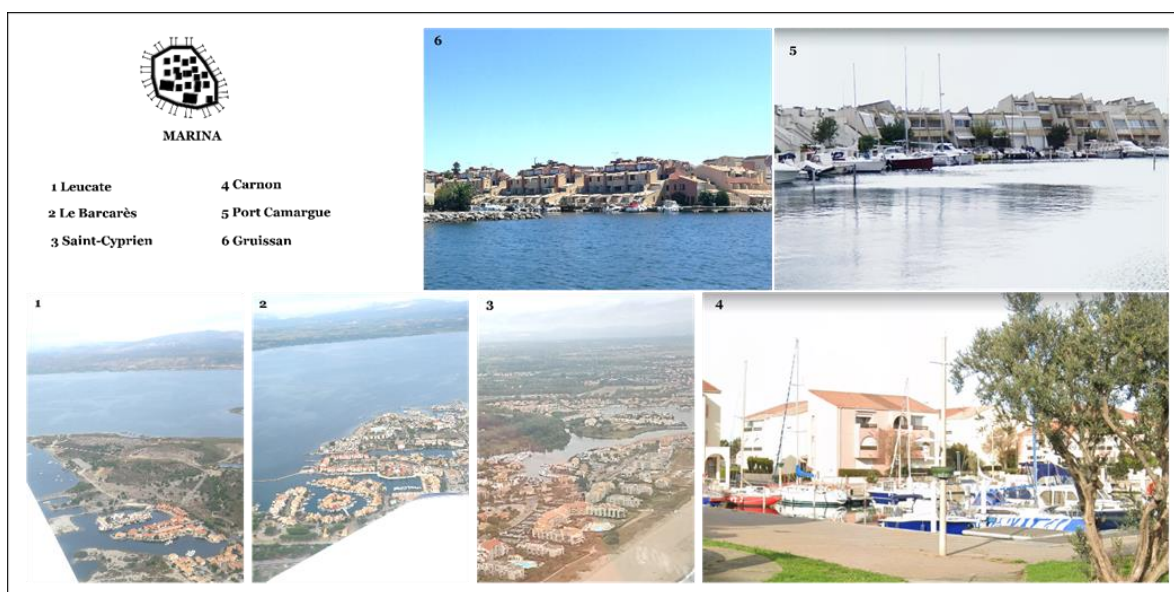 MARINA
1 Leucate
2 Le Barcarès
3 Saint-Cyprien
4 Carnon
5 Port Camargue
6 Gruissan
6
5
1
2
3
4